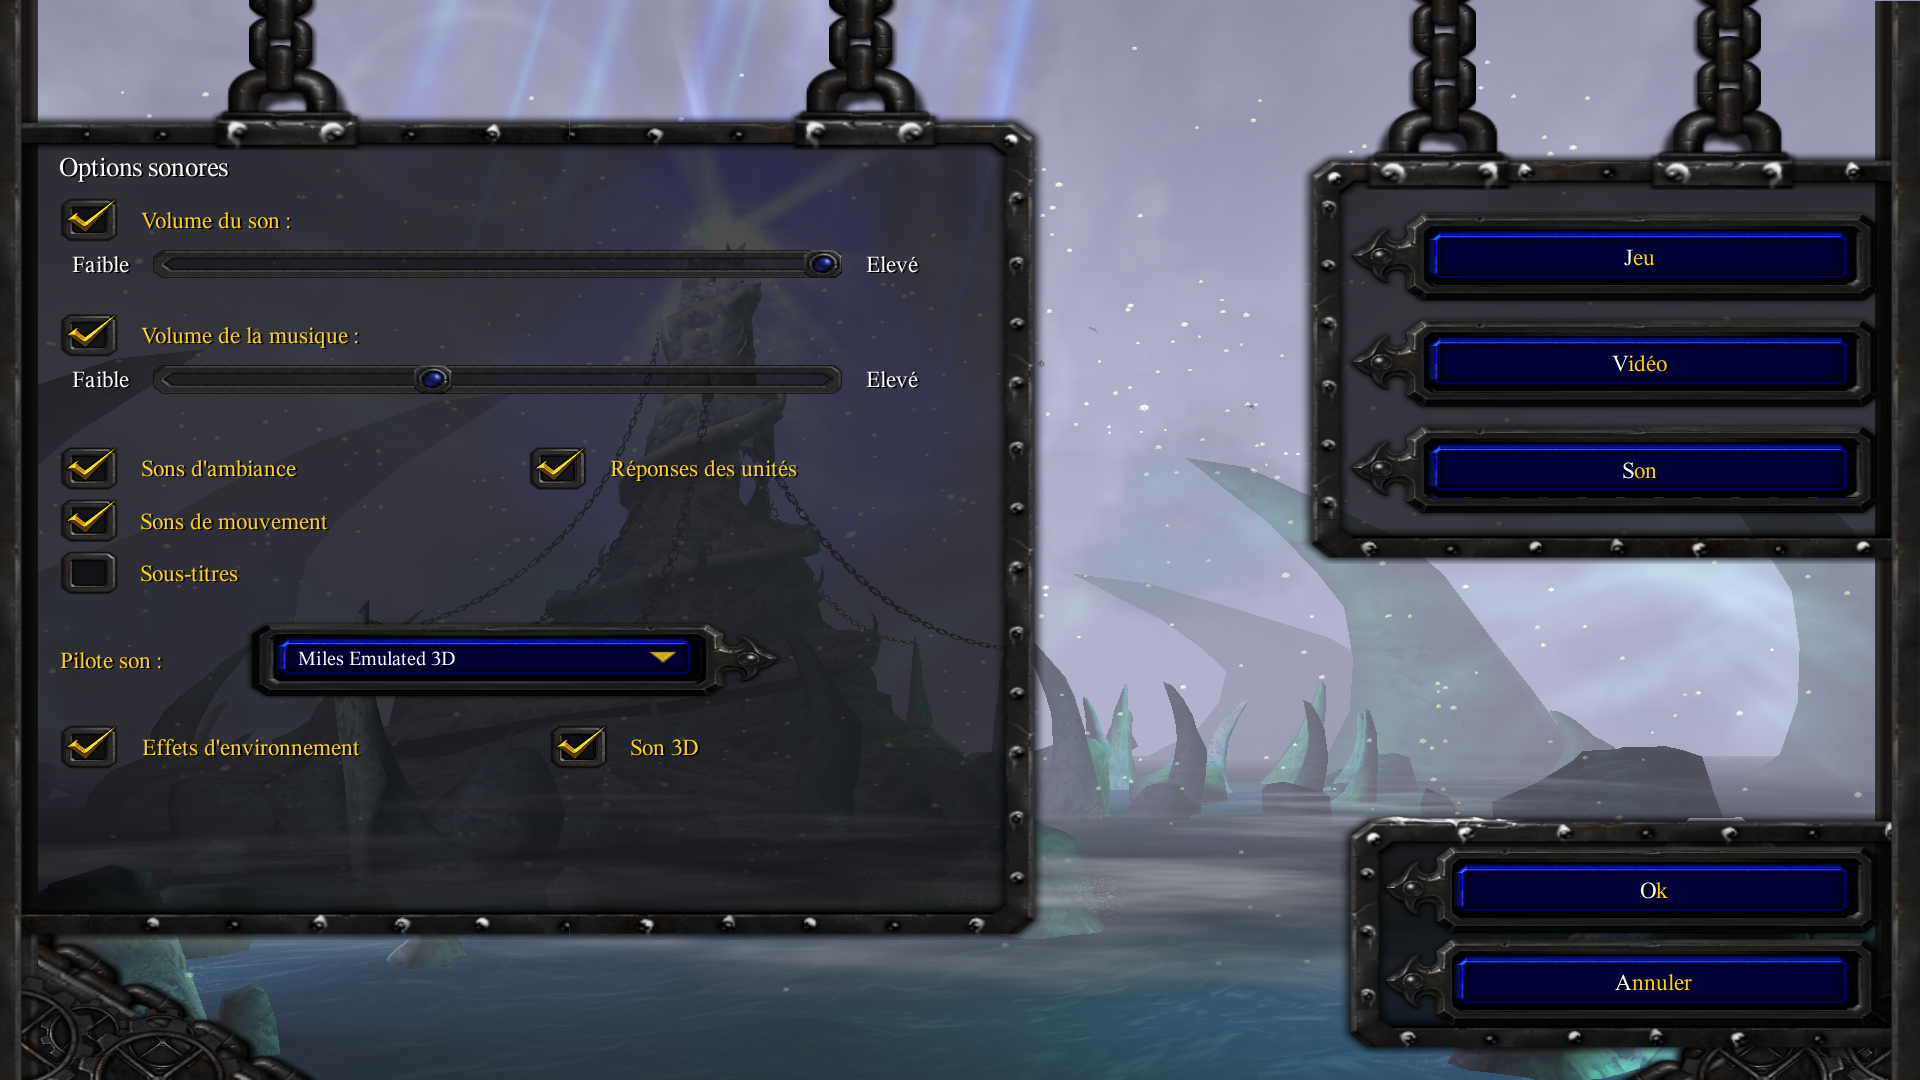 Options sonores
Volume du son :
Faible Elevé
Volume de la musique :
Faible Elevé
Sons d'ambiance Réponses des unités
Sons de mouvement
Sous-titres
Pilote son : Miles Emulated 3D
Effets d'environnement Son 3D
Jeu
Vidéo
Son
Ok
Annuler